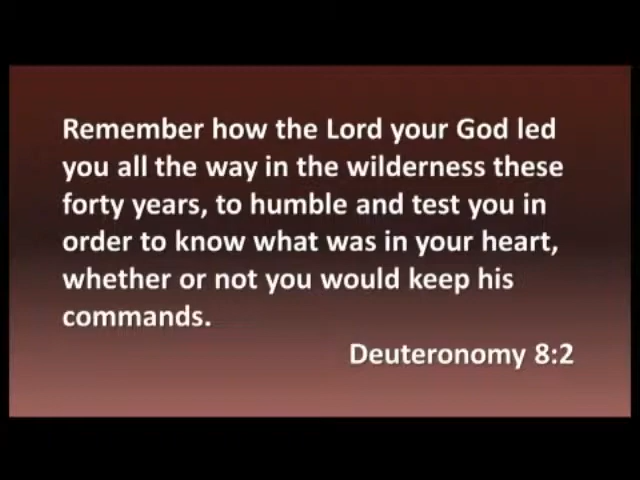 Remember how the Lord your God led
you all the way in the wilderness these
forty years, to humble and test you in
order to know what was in your heart,
whether or not you would keep his
commands.
Deuteronomy 8:2